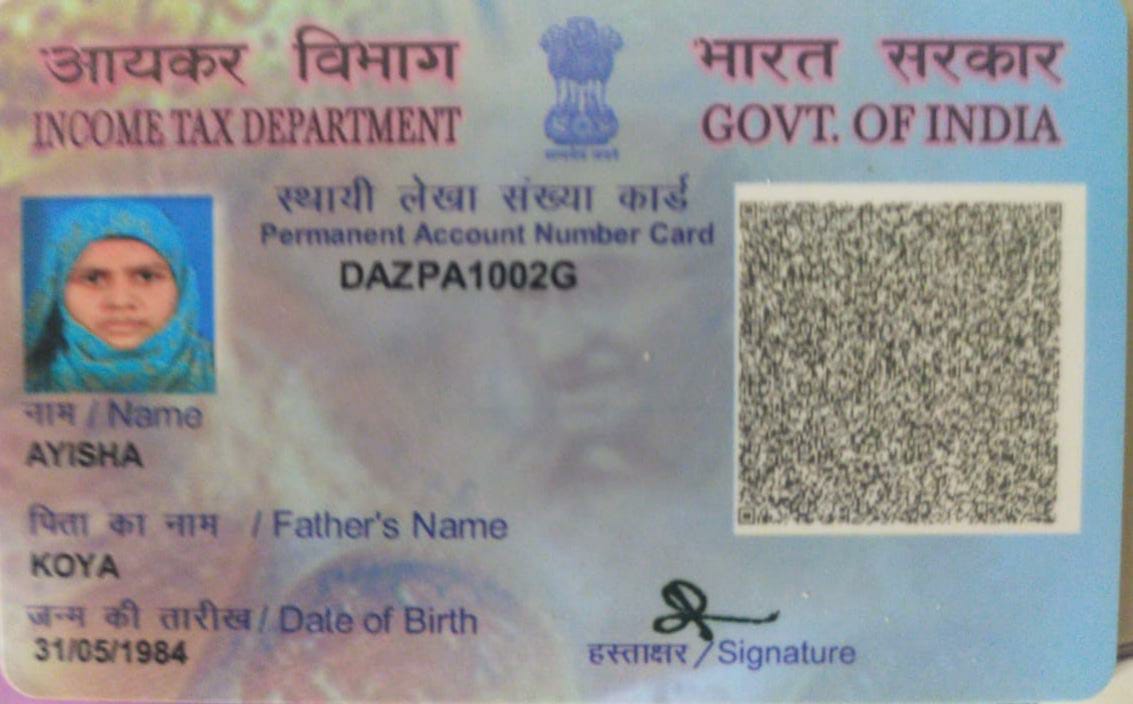 आयकर विभाग
INCOME TAX DEPARTMENT
भारत सरकार
GOVT. OF INDIA
सत्यमेव जयते
स्थायी लेखा संख्या कार्ड
Permanent Account Number Card
DAZPA1002G
नाम / Name
AYISHA
पिता का नाम / Father's Name
KOYA
जन्म की तारीख / Date of Birth
31/05/1984
हस्ताक्षर / Signature